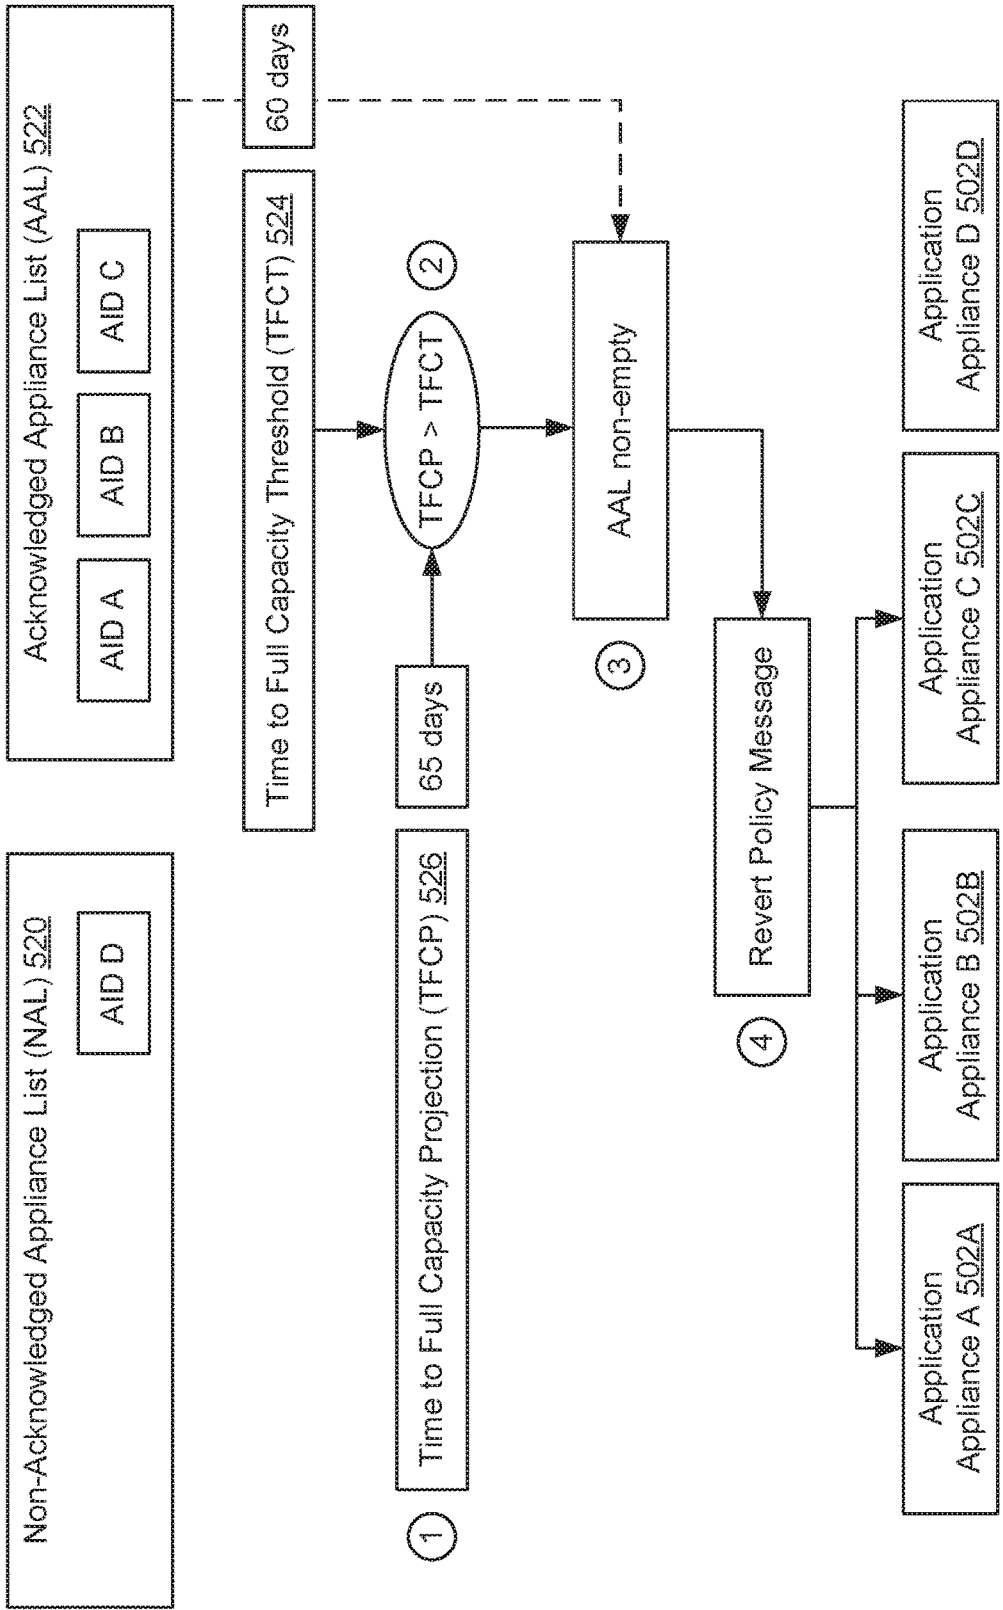 Non-Acknowledged Appliance List (NAL) 520
AID D
Acknowledged Appliance List (AAL) 522
AID A
AID B
AID C
Time to Full Capacity Threshold (TFCT) 524
60 days
1
Time to Full Capacity Projection (TFCP) 526
65 days
TFCP > TFCT
2
3
AAL non-empty
4
Revert Policy Message
Application
Appliance A 502A
Application
Appliance B 502B
Application
Appliance C 502C
Application
Appliance D 502D